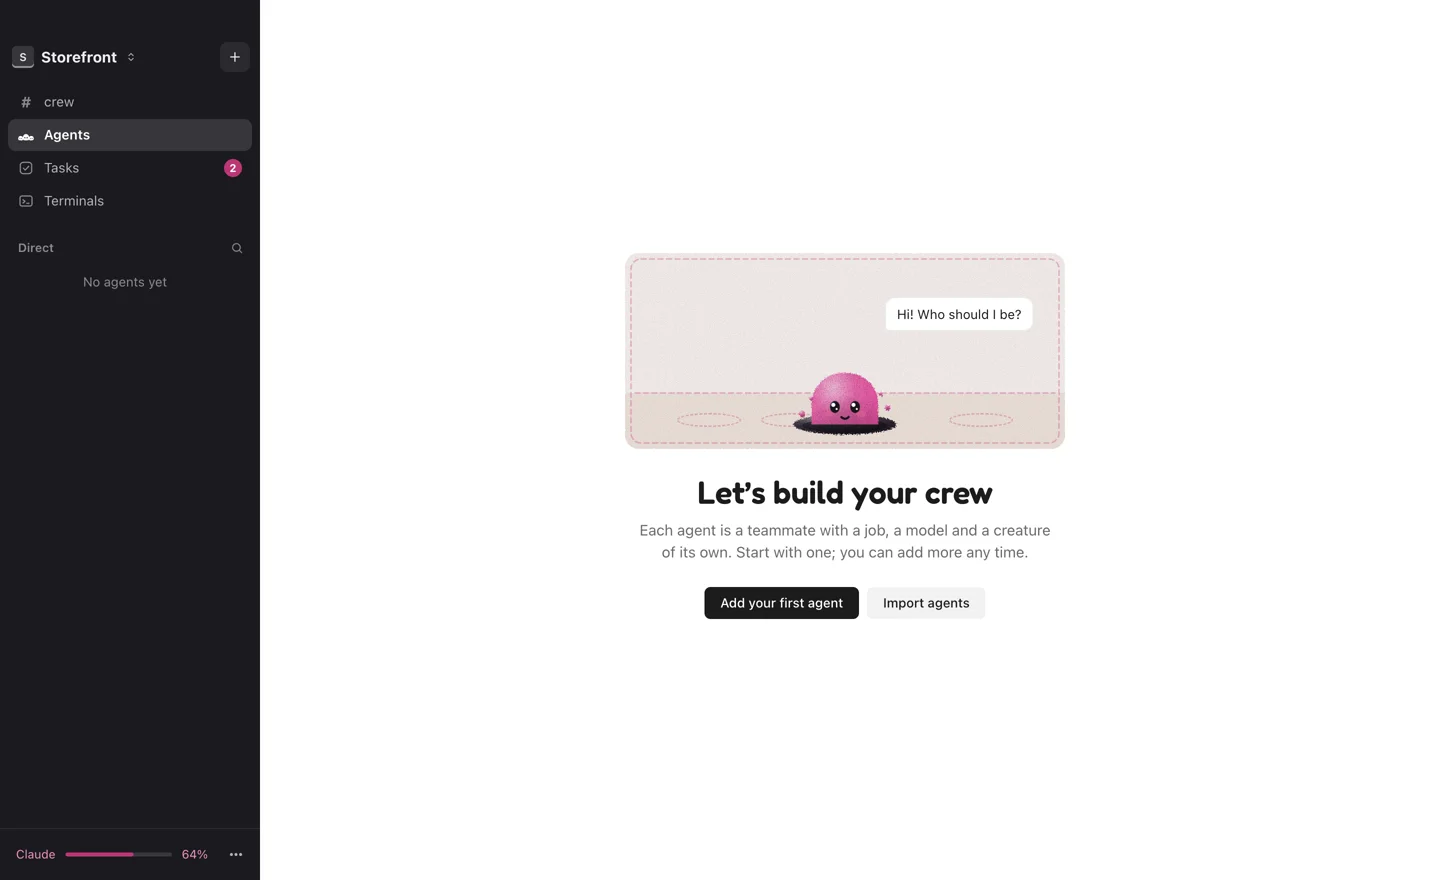 S Storefront
# crew
Agents
Tasks 2
Terminals
Direct
No agents yet
Hi! Who should I be?
Let’s build your crew
Each agent is a teammate with a job, a model and a creature
of its own. Start with one; you can add more any time.
Add your first agent
Import agents
Claude 64%